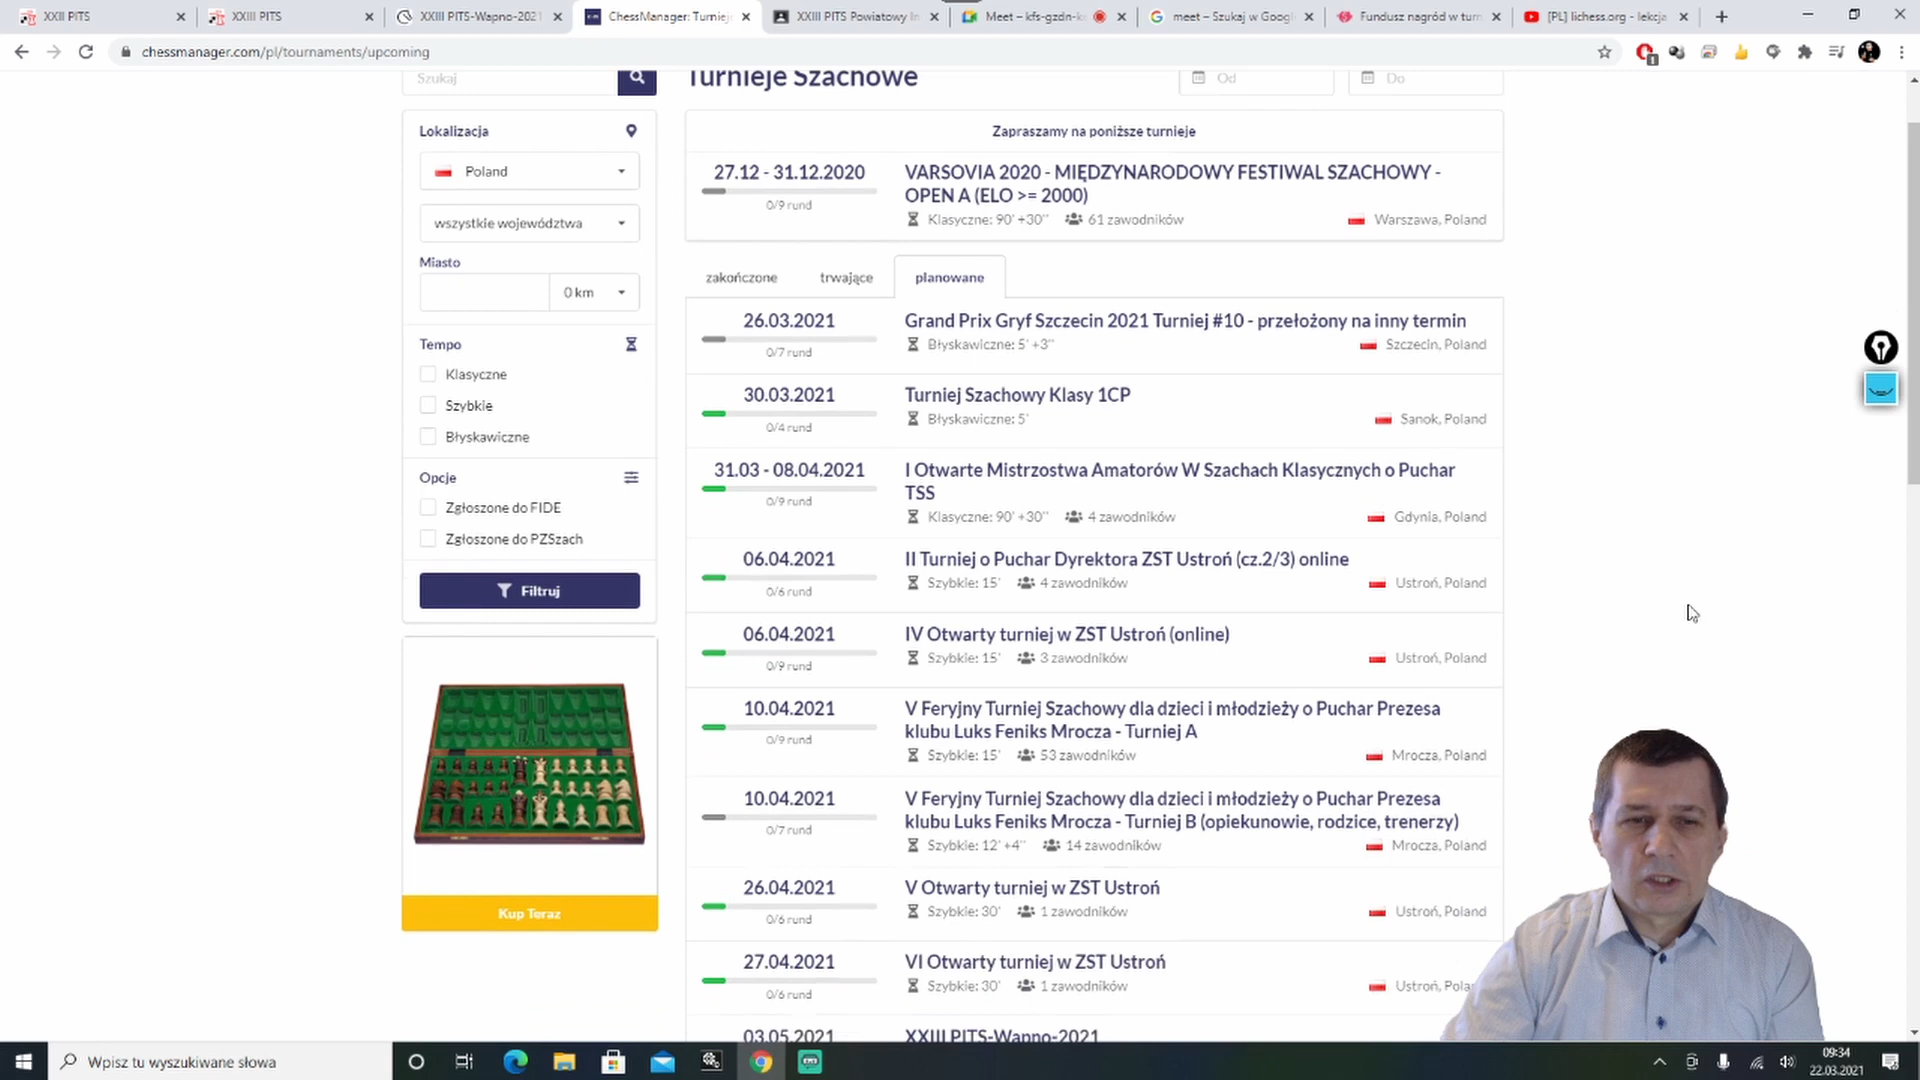 XXII PITS
XXIII PITS
XXIII PITS-Wapno-2021
ChessManager: Turniej
XXIII PITS Powiatowy In
Meet – kfs-gzdn-k
meet – Szukaj w Googl
Fundusz nagród w turn
[PL] lichess.org - lekcja
chessmanager.com/pl/tournaments/upcoming
Szukaj
Turnieje Szachowe
Od
Do
Lokalizacja
Poland
wszystkie województwa
Miasto
0 km
Tempo
Klasyczne
Szybkie
Błyskawiczne
Opcje
Zgłoszone do FIDE
Zgłoszone do PZSzach
Filtruj
Kup Teraz
Zapraszamy na poniższe turnieje
27.12 - 31.12.2020
0/9 rund
VARSOVIA 2020 - MIĘDZYNARODOWY FESTIWAL SZACHOWY -
OPEN A (ELO >= 2000)
Klasyczne: 90' +30'' 61 zawodników Warszawa, Poland
zakończone trwające planowane
26.03.2021
0/7 rund
Grand Prix Gryf Szczecin 2021 Turniej #10 - przełożony na inny termin
Błyskawiczne: 5' +3'' Szczecin, Poland
30.03.2021
0/4 rund
Turniej Szachowy Klasy 1CP
Błyskawiczne: 5' Sanok, Poland
31.03 - 08.04.2021
0/9 rund
I Otwarte Mistrzostwa Amatorów W Szachach Klasycznych o Puchar
TSS
Klasyczne: 90' +30'' 4 zawodników Gdynia, Poland
06.04.2021
0/6 rund
II Turniej o Puchar Dyrektora ZST Ustroń (cz.2/3) online
Szybkie: 15' 4 zawodników Ustroń, Poland
06.04.2021
0/9 rund
IV Otwarty turniej w ZST Ustroń (online)
Szybkie: 15' 3 zawodników Ustroń, Poland
10.04.2021
0/9 rund
V Feryjny Turniej Szachowy dla dzieci i młodzieży o Puchar Prezesa
klubu Luks Feniks Mrocza - Turniej A
Szybkie: 15' 53 zawodników Mrocza, Poland
10.04.2021
0/7 rund
V Feryjny Turniej Szachowy dla dzieci i młodzieży o Puchar Prezesa
klubu Luks Feniks Mrocza - Turniej B (opiekunowie, rodzice, trenerzy)
Szybkie: 12' +4'' 14 zawodników Mrocza, Poland
26.04.2021
0/6 rund
V Otwarty turniej w ZST Ustroń
Szybkie: 30' 1 zawodników Ustroń, Poland
27.04.2021
0/6 rund
VI Otwarty turniej w ZST Ustroń
Szybkie: 30' 1 zawodników Ustroń, Pola
03.05.2021
XXIII PITS-Wapno-2021
Wpisz tu wyszukiwane słowa
09:34
22.03.2021